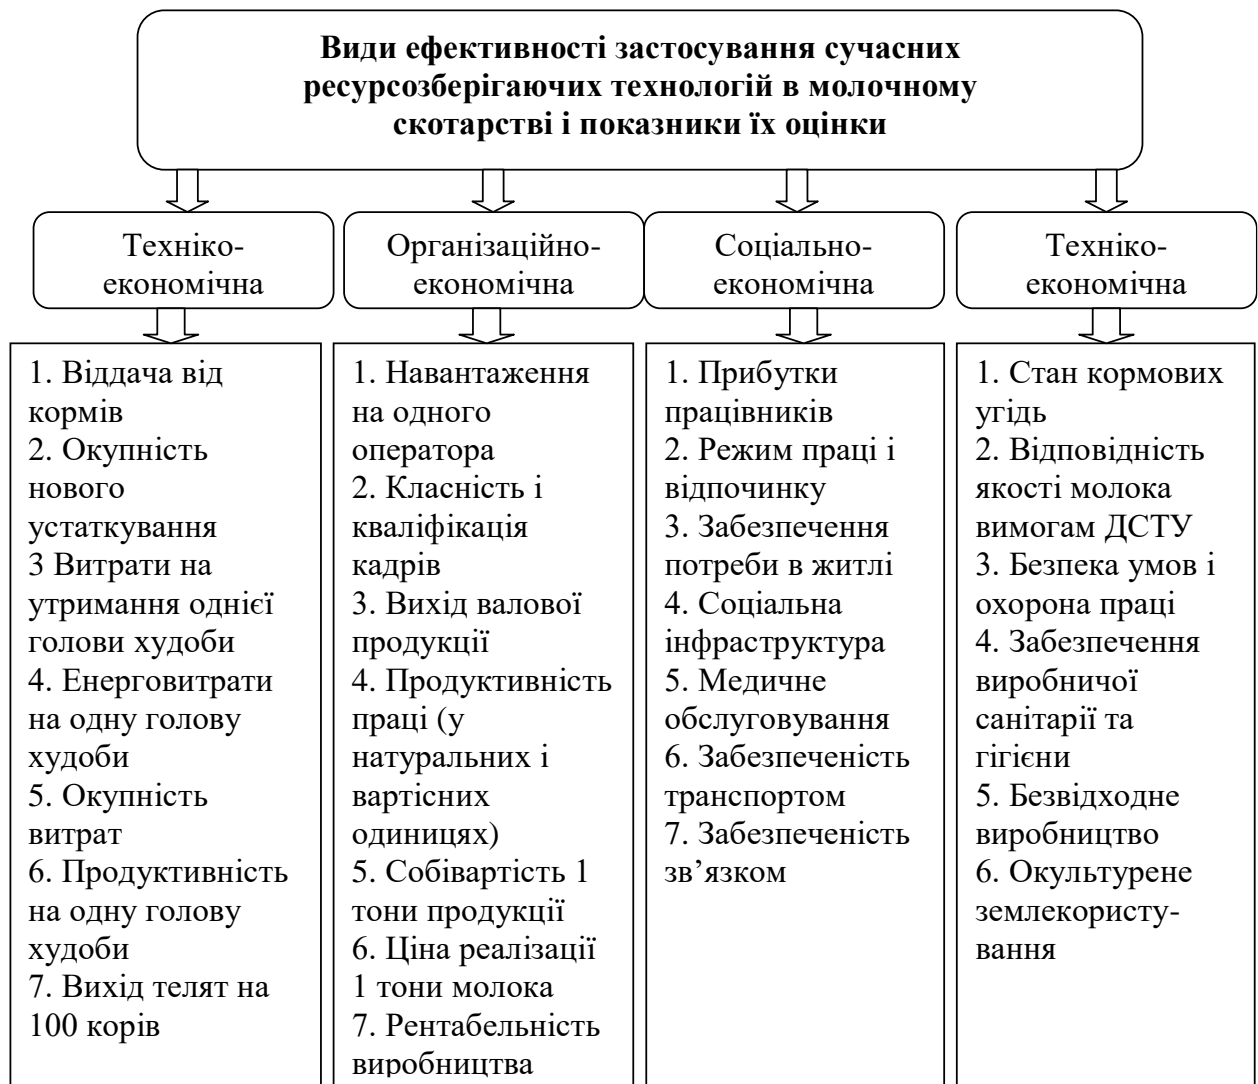 Види ефективності застосування сучасних
ресурсозберігаючих технологій в молочному
скотарстві і показники їх оцінки
Техніко-
економічна
Організаційно-
економічна
Соціально-
економічна
Техніко-
економічна
1. Віддача від
кормів
2. Окупність
нового
устаткування
3 Витрати на
утримання однієї
голови худоби
4. Енерговитрати
на одну голову
худоби
5. Окупність
витрат
6. Продуктивність
на одну голову
худоби
7. Вихід телят на
100 корів
1. Навантаження
на одного
оператора
2. Класність і
кваліфікація
кадрів
3. Вихід валової
продукції
4. Продуктивність
праці (у
натуральних і
вартісних
одиницях)
5. Собівартість 1
тони продукції
6. Ціна реалізації
1 тони молока
7. Рентабельність
виробництва
1. Прибутки
працівників
2. Режим праці і
відпочинку
3. Забезпечення
потреби в житлі
4. Соціальна
інфраструктура
5. Медичне
обслуговування
6. Забезпеченість
транспортом
7. Забезпеченість
зв’язком
1. Стан кормових
угідь
2. Відповідність
якості молока
вимогам ДСТУ
3. Безпека умов і
охорона праці
4. Забезпечення
виробничої
санітарії та
гігієни
5. Безвідходне
виробництво
6. Окультурене
землекористу-
вання